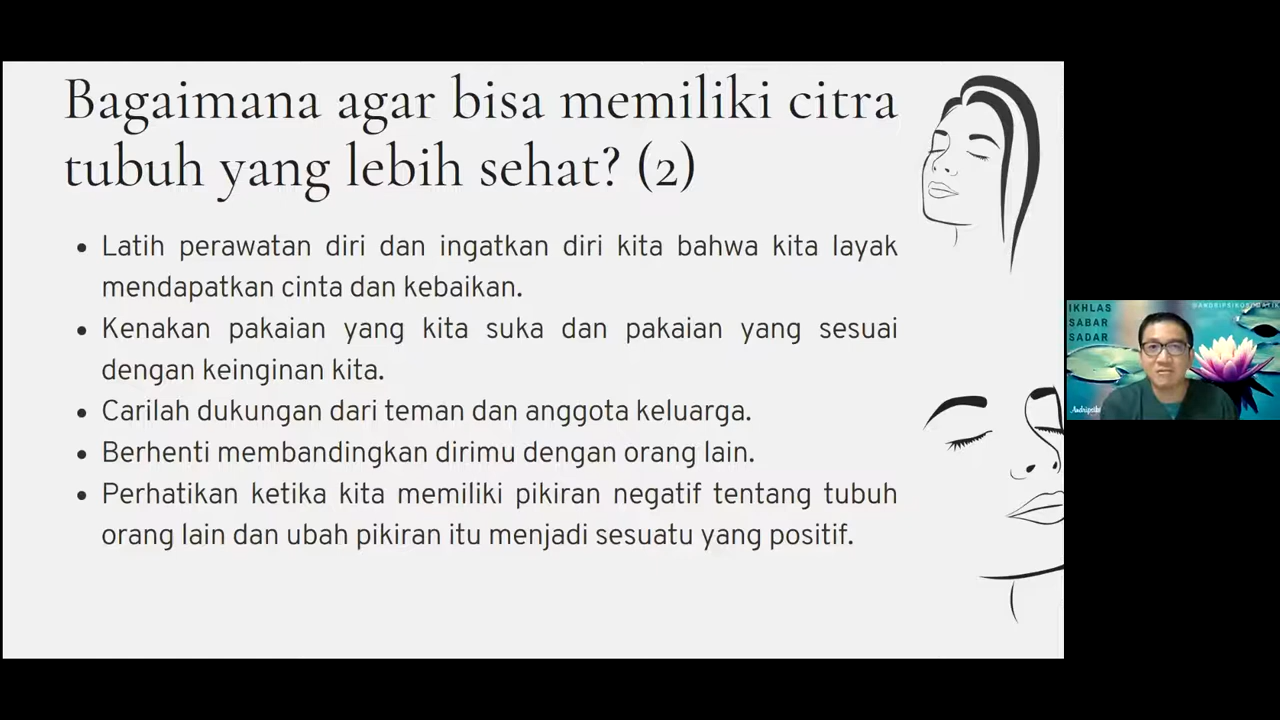 Bagaimana agar bisa memiliki citra
tubuh yang lebih sehat? (2)
• Latih perawatan diri dan ingatkan diri kita bahwa kita layak
mendapatkan cinta dan kebaikan.
• Kenakan pakaian yang kita suka dan pakaian yang sesuai
dengan keinginan kita.
• Carilah dukungan dari teman dan anggota keluarga.
• Berhenti membandingkan dirimu dengan orang lain.
• Perhatikan ketika kita memiliki pikiran negatif tentang tubuh
orang lain dan ubah pikiran itu menjadi sesuatu yang positif.
IKHLAS
SABAR
SADAR